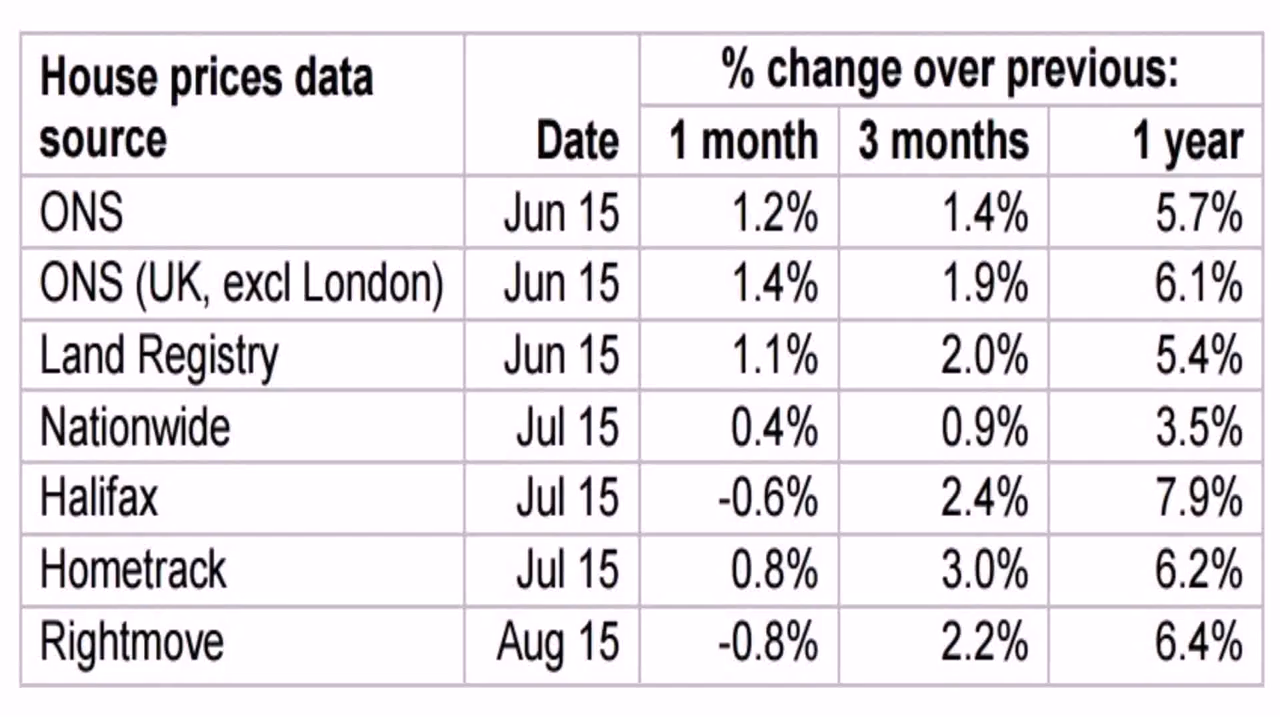 House prices data source Date % change over previous:
1 month 3 months 1 year
ONS Jun 15 1.2% 1.4% 5.7%
ONS (UK, excl London) Jun 15 1.4% 1.9% 6.1%
Land Registry Jun 15 1.1% 2.0% 5.4%
Nationwide Jul 15 0.4% 0.9% 3.5%
Halifax Jul 15 -0.6% 2.4% 7.9%
Hometrack Jul 15 0.8% 3.0% 6.2%
Rightmove Aug 15 -0.8% 2.2% 6.4%